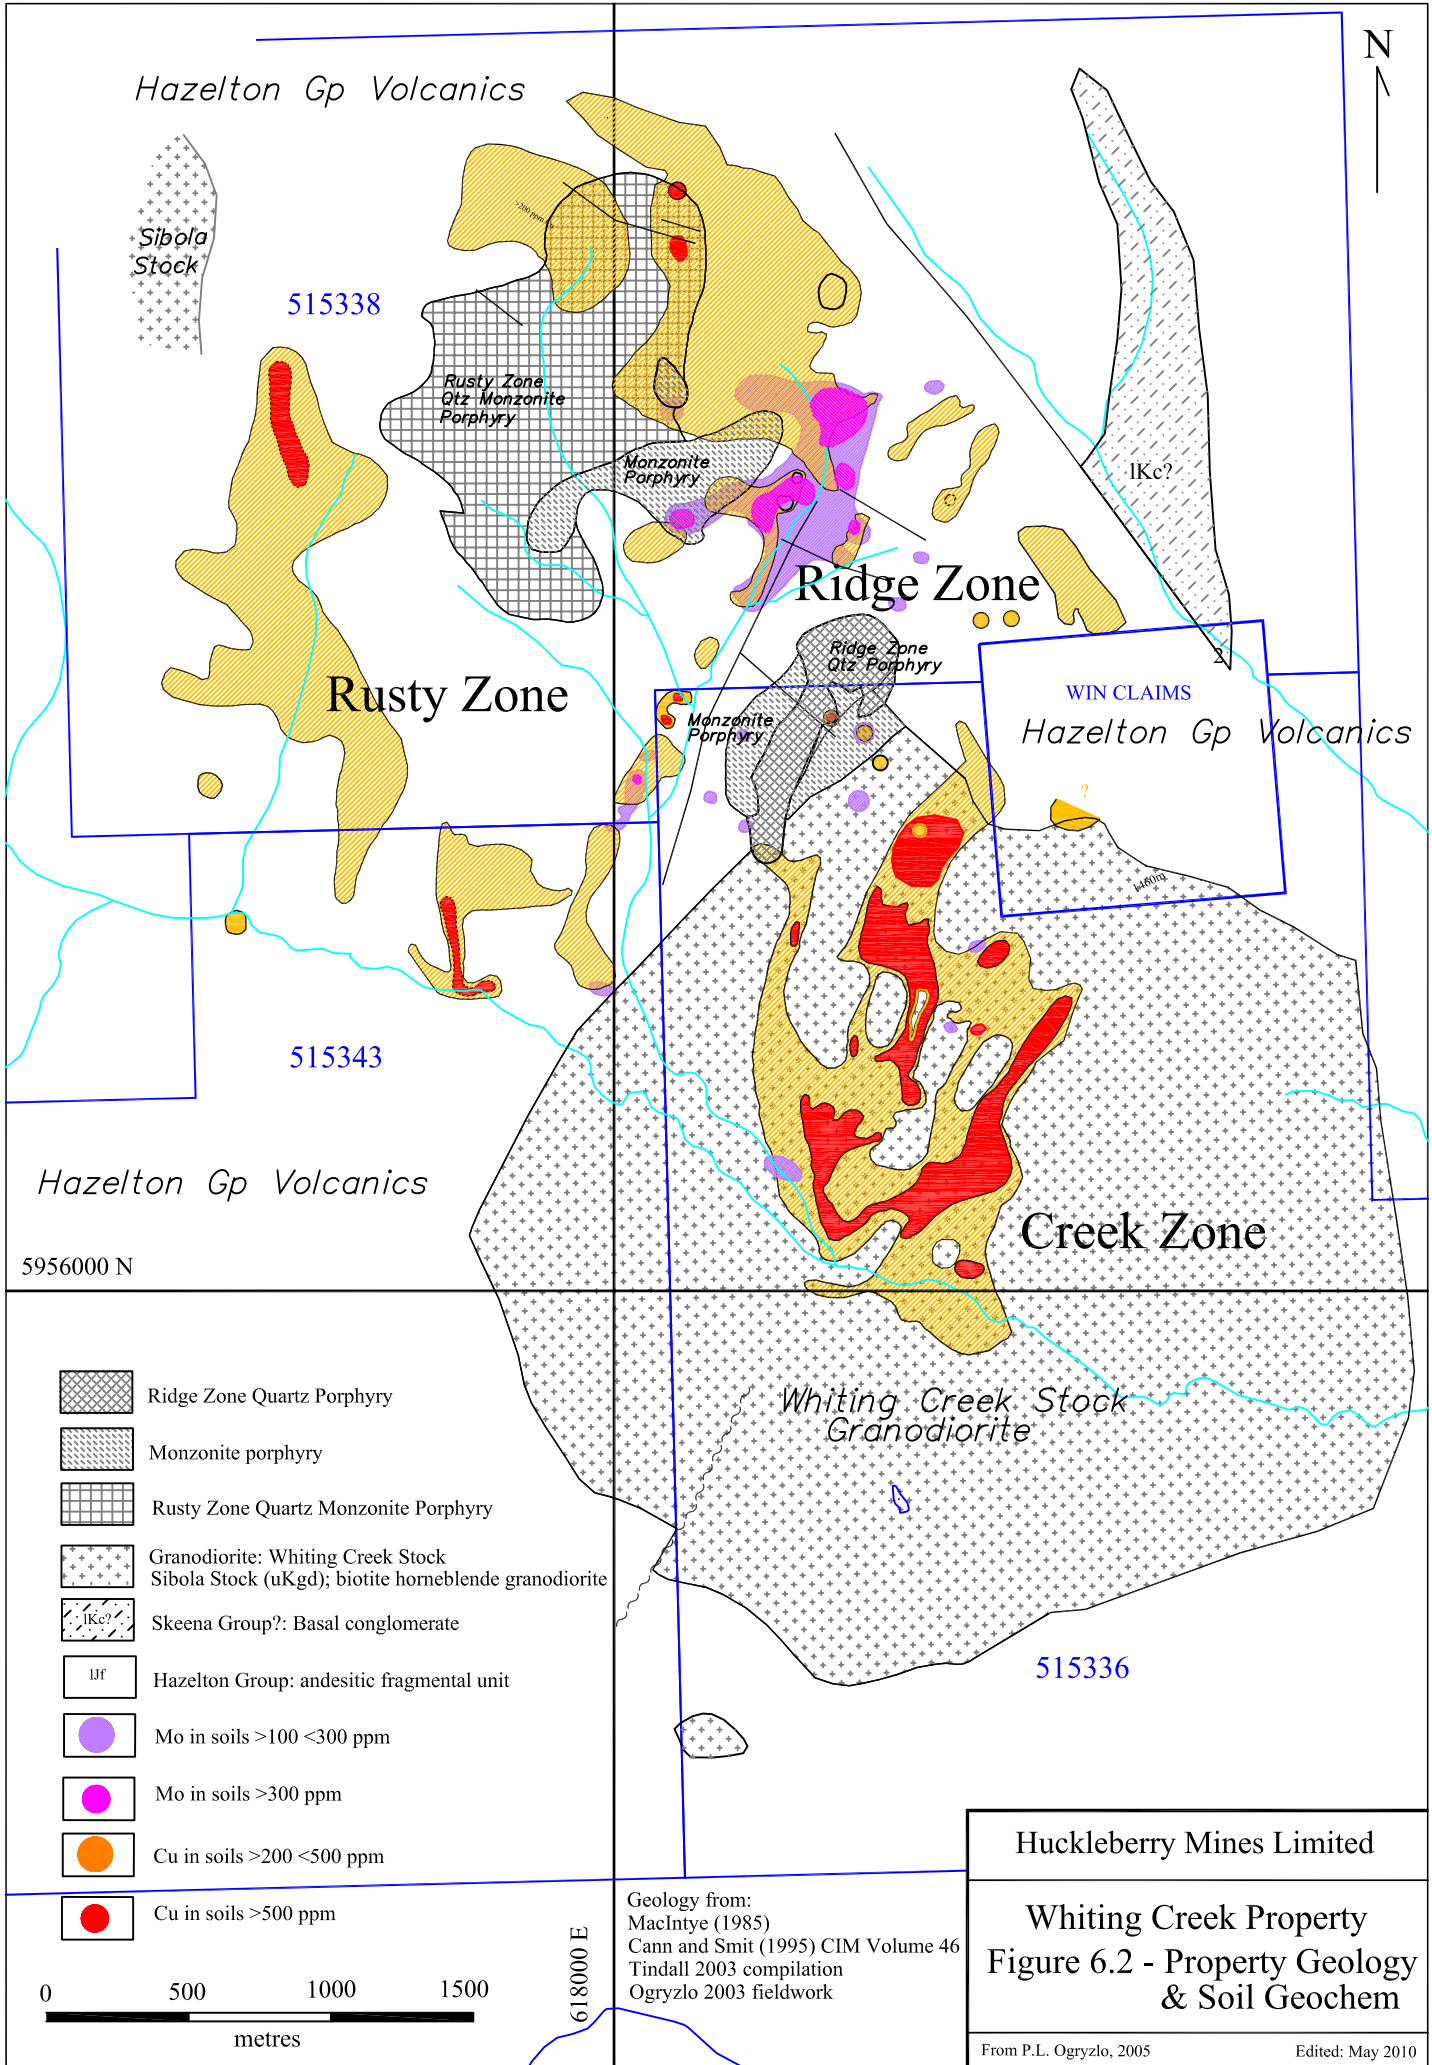 N
Hazelton Gp Volcanics
>200 ppm Cu
Sibola
Stock
515338
Rusty Zone
Qtz Monzonite
Porphyry
Monzonite
Porphyry
lKc?
Ridge Zone
Ridge Zone
Qtz Porphyry
2
Rusty Zone
WIN CLAIMS
Monzonite
Porphyry
Hazelton Gp Volcanics
?
1460m
515343
Hazelton Gp Volcanics
Creek Zone
5956000 N
Whiting Creek Stock
Granodiorite
515336
Ridge Zone Quartz Porphyry
Monzonite porphyry
Rusty Zone Quartz Monzonite Porphyry
Granodiorite: Whiting Creek Stock
Sibola Stock (uKgd); biotite horneblende granodiorite
lKc?
Skeena Group?: Basal conglomerate
lJf
Hazelton Group: andesitic fragmental unit
Mo in soils >100 <300 ppm
Mo in soils >300 ppm
Cu in soils >200 <500 ppm
Cu in soils >500 ppm
0 500 1000 1500
metres
618000 E
Geology from:
MacIntye (1985)
Cann and Smit (1995) CIM Volume 46
Tindall 2003 compilation
Ogryzlo 2003 fieldwork
Huckleberry Mines Limited
Whiting Creek Property
Figure 6.2 - Property Geology
& Soil Geochem
From P.L. Ogryzlo, 2005
Edited: May 2010